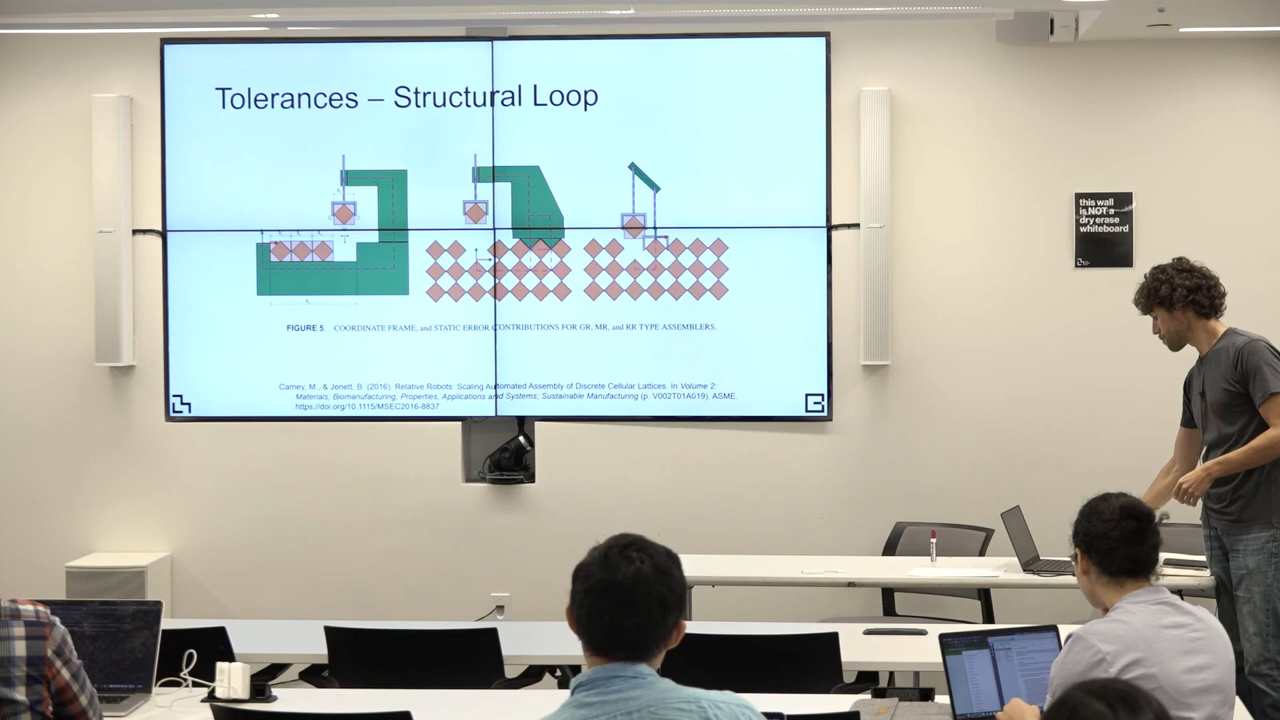 Tolerances – Structural Loop
FIGURE 5. COORDINATE FRAME, and STATIC ERROR CONTRIBUTIONS FOR GR, MR, and RR TYPE ASSEMBLERS.
Carney, M., & Jenett, B. (2016). Relative Robots: Scaling Automated Assembly of Discrete Cellular Lattices. In Volume 2:
Materials; Biomanufacturing; Properties, Applications and Systems; Sustainable Manufacturing (p. V002T01A019). ASME.
https://doi.org/10.1115/MSEC2016-8837
this wall
is NOT a
dry erase
whiteboard